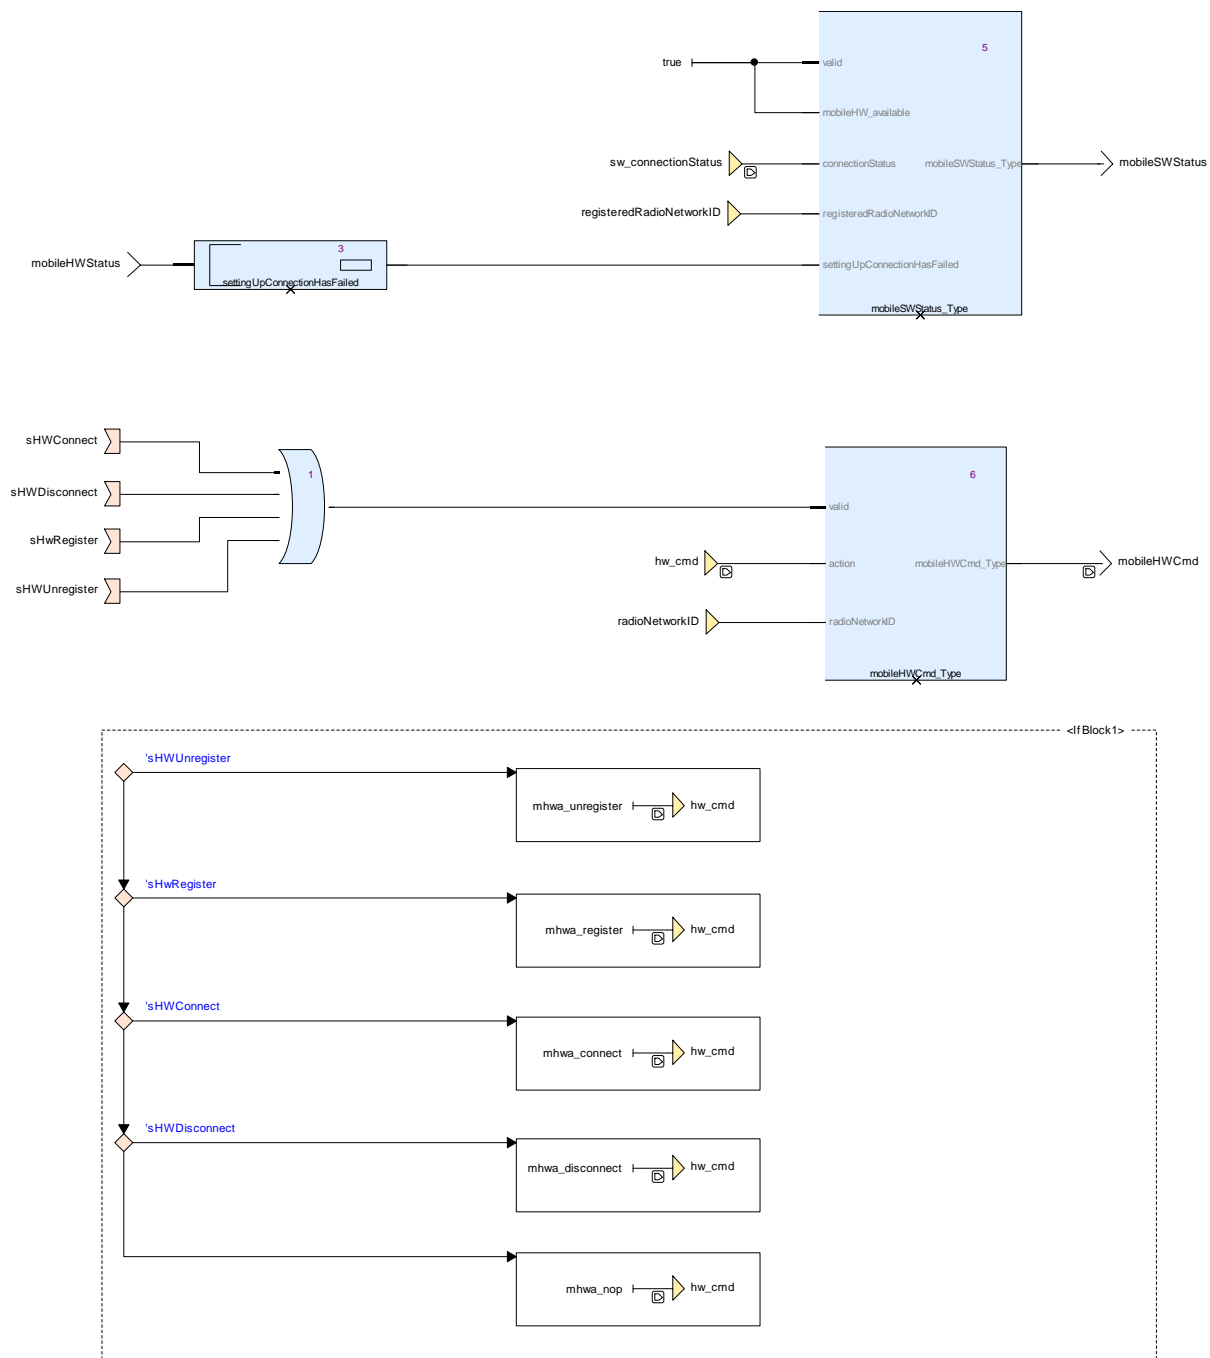 5
true
valid
mobileHW_available
sw_connectionStatus
connectionStatus
mobileSWStatus_Type
mobileSWStatus
registeredRadioNetworkID
registeredRadioNetworkID
mobileHWStatus
3
settingUpConnectionHasFailed
settingUpConnectionHasFailed
mobileSWStatus_Type
sHWConnect
1
6
sHWDisconnect
valid
sHwRegister
hw_cmd
action
mobileHWCmd_Type
mobileHWCmd
sHWUnregister
radioNetworkID
radioNetworkID
mobileHWCmd_Type
<IfBlock1>
'sHWUnregister
mhwa_unregister
hw_cmd
'sHwRegister
mhwa_register
hw_cmd
'sHWConnect
mhwa_connect
hw_cmd
'sHWDisconnect
mhwa_disconnect
hw_cmd
mhwa_nop
hw_cmd